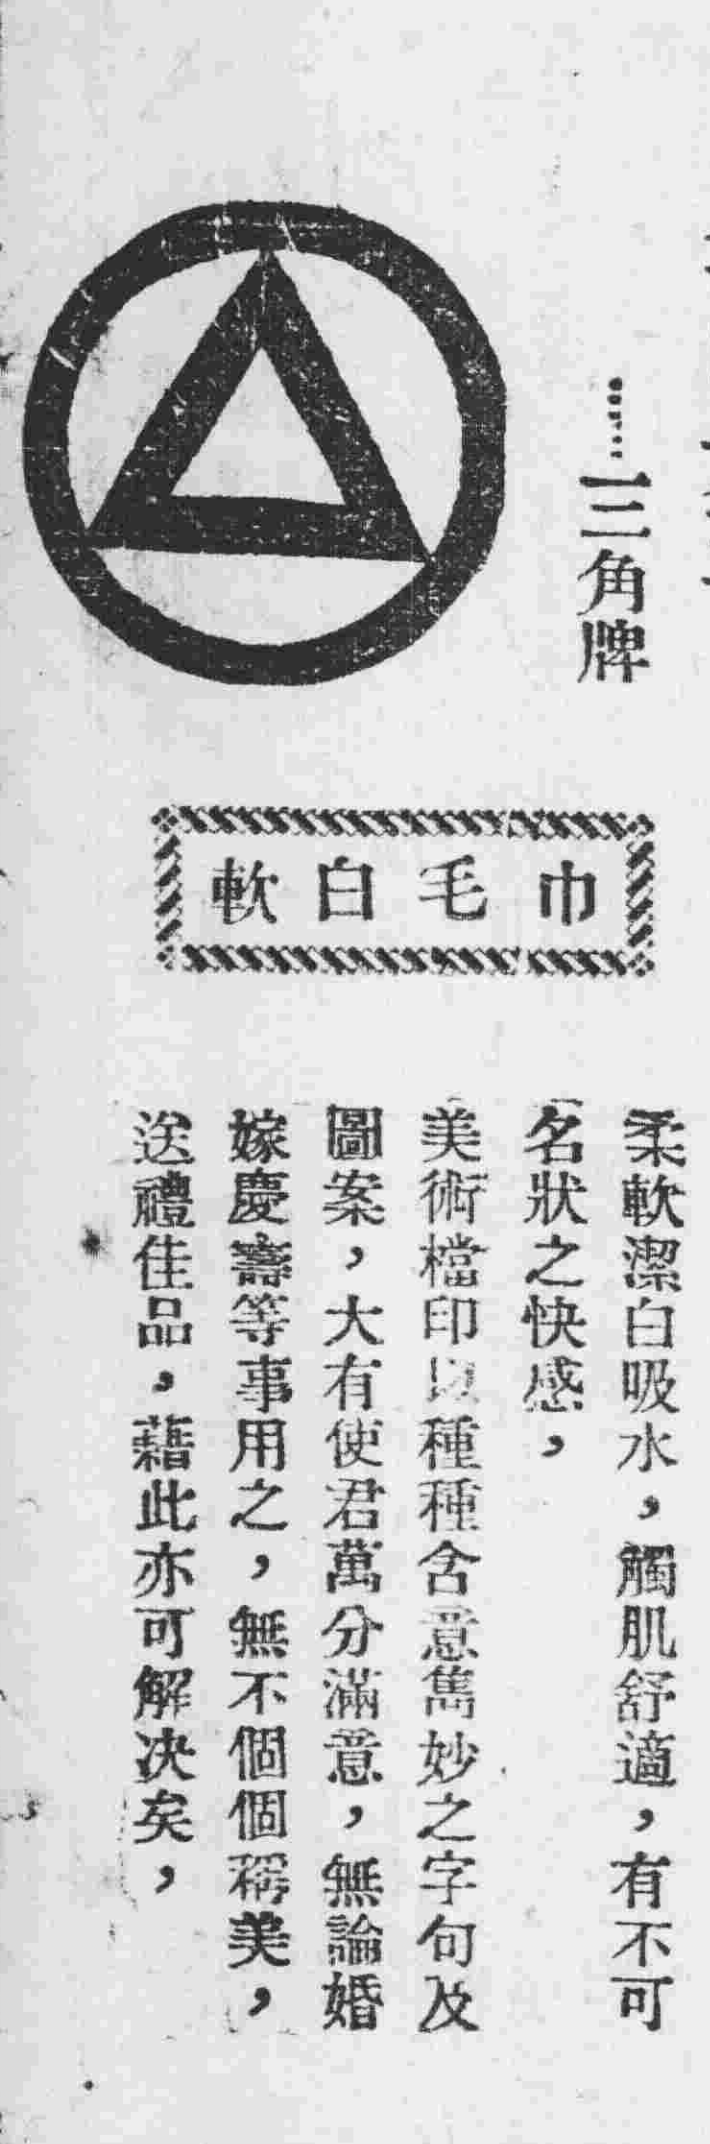 ……三角牌
軟白毛巾
柔軟潔白吸水，觸肌舒適，有不可
名狀之快感，
美術檔印以種種含意雋妙之字句及
圖案，大有使君萬分滿意，無論婚
嫁慶壽等事用之，無不個個稱美，
送禮佳品，藉此亦可解决矣，